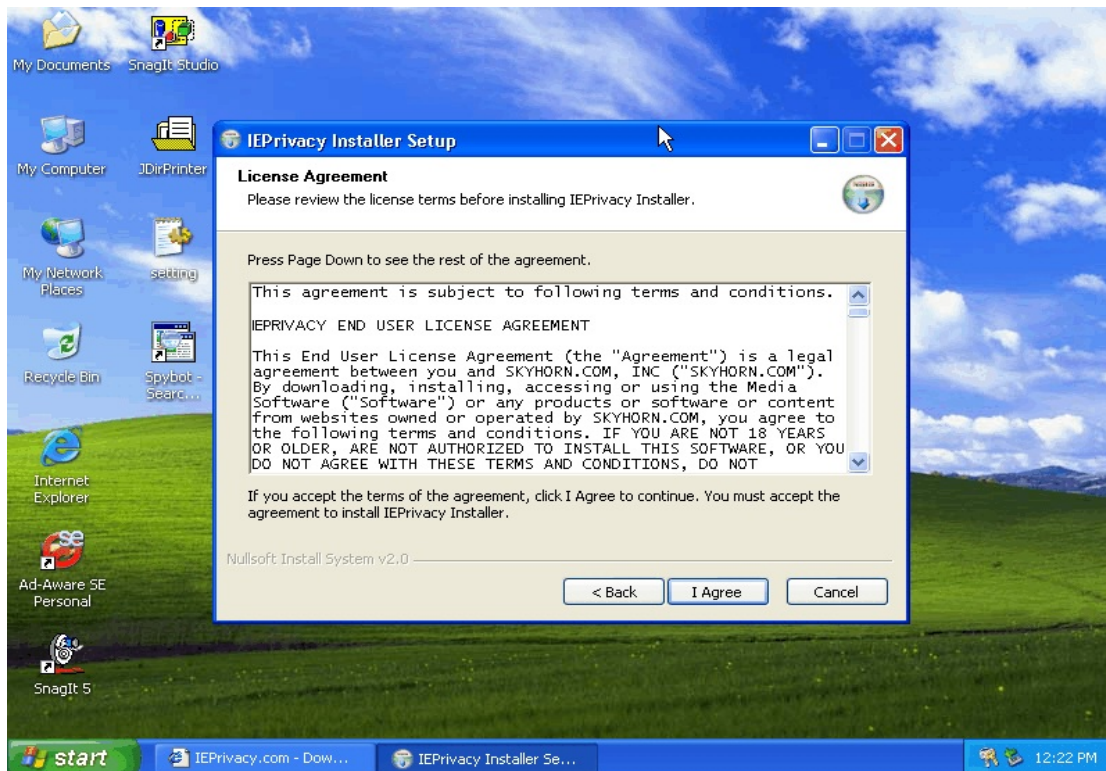 My Documents
SnagIt Studio
My Computer
JDirPrinter
My Network
Places
setting
Recycle Bin
Spybot -
Searc...
Internet
Explorer
Ad-Aware SE
Personal
SnagIt 5
IEPrivacy Installer Setup
License Agreement
Please review the license terms before installing IEPrivacy Installer.
Press Page Down to see the rest of the agreement.
This agreement is subject to following terms and conditions.
IEPRIVACY END USER LICENSE AGREEMENT
This End User License Agreement (the "Agreement") is a legal
agreement between you and SKYHORN.COM, INC ("SKYHORN.COM").
By downloading, installing, accessing or using the Media
Software ("Software") or any products or software or content
from websites owned or operated by SKYHORN.COM, you agree to
the following terms and conditions. IF YOU ARE NOT 18 YEARS
OR OLDER, ARE NOT AUTHORIZED TO INSTALL THIS SOFTWARE, OR YOU
DO NOT AGREE WITH THESE TERMS AND CONDITIONS, DO NOT
If you accept the terms of the agreement, click I Agree to continue. You must accept the
agreement to install IEPrivacy Installer.
Nullsoft Install System v2.0
< Back
I Agree
Cancel
start
IEPrivacy.com - Dow...
IEPrivacy Installer Se...
12:22 PM